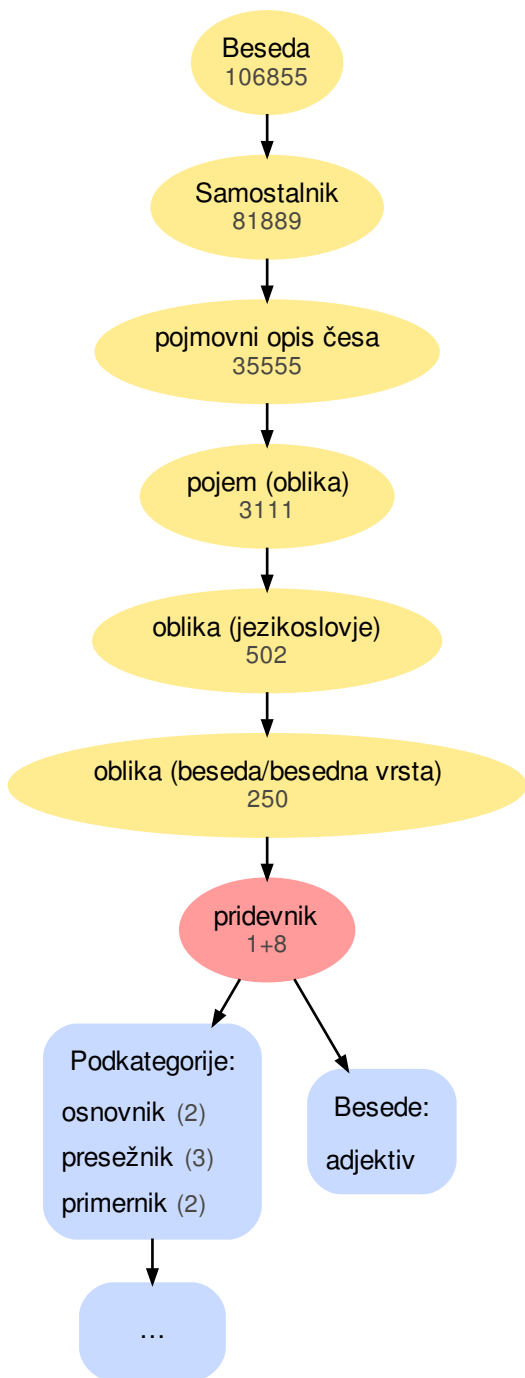 Beseda
106855
Samostalnik
81889
pojmovni opis česa
35555
pojem (oblika)
3111
oblika (jezikoslovje)
502
oblika (beseda/besedna vrsta)
250
pridevnik
1+8
Podkategorije:
osnovnik (2)
presežnik (3)
primernik (2)
Besede:
adjektiv
...